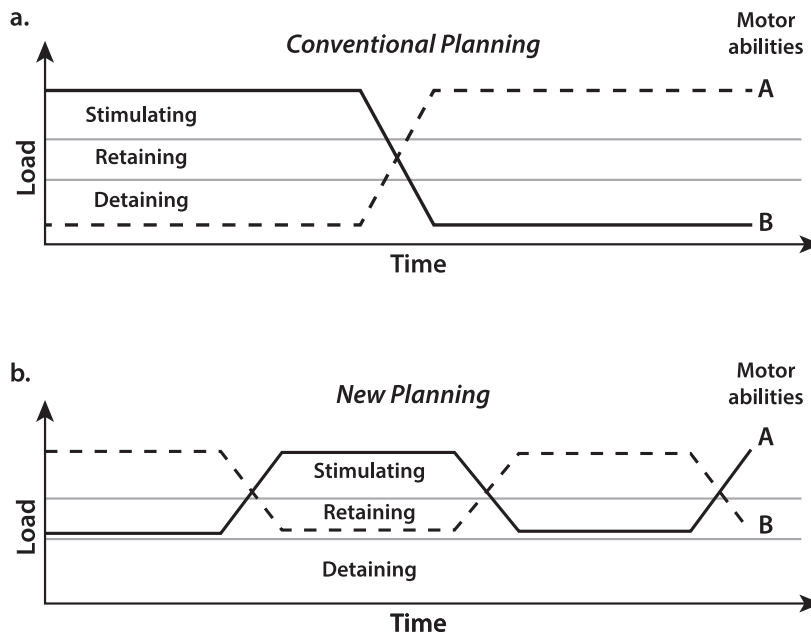 a.
Conventional Planning
Motor
abilities
A
Stimulating
Retaining
Detaining
Load
B
Time
b.
New Planning
Motor
abilities
A
Stimulating
Retaining
B
Load
Detaining
Time